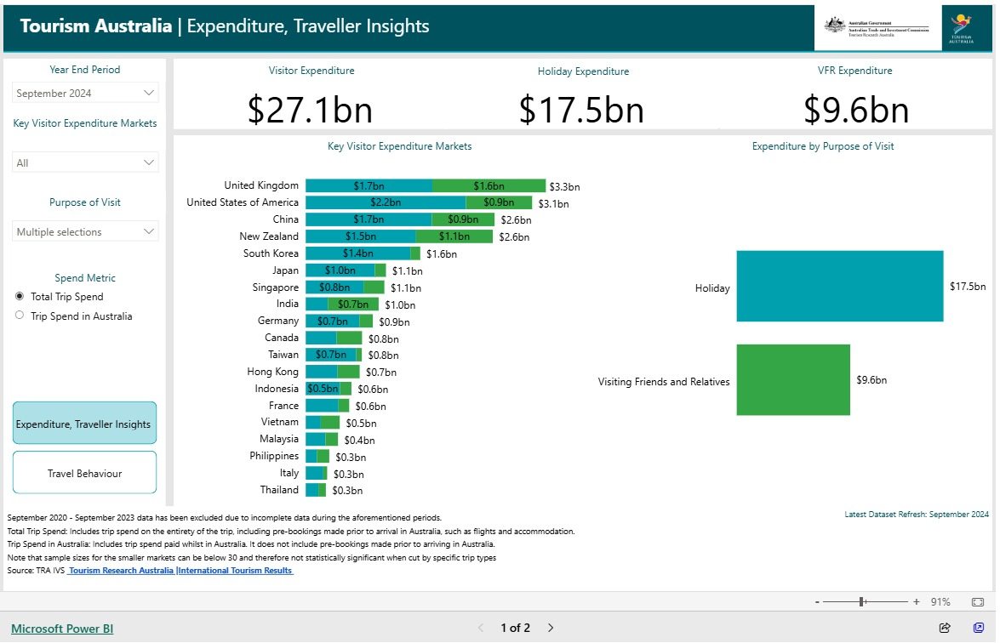 Tourism Australia | Expenditure, Traveller Insights
Australian Government
Australian Trade and Investment Commission
Tourism Research Australia
TOURISM
AUSTRALIA
Year End Period
September 2024
Key Visitor Expenditure Markets
All
Purpose of Visit
Multiple selections
Spend Metric
Total Trip Spend
Trip Spend in Australia
Expenditure, Traveller Insights
Travel Behaviour
Visitor Expenditure
$27.1bn
Holiday Expenditure
$17.5bn
VFR Expenditure
$9.6bn
Key Visitor Expenditure Markets
United Kingdom $1.7bn $1.6bn $3.3bn
United States of America $2.2bn $0.9bn $3.1bn
China $1.7bn $0.9bn $2.6bn
New Zealand $1.5bn $1.1bn $2.6bn
South Korea $1.4bn $1.6bn
Japan $1.0bn $1.1bn
Singapore $0.8bn $1.1bn
India $0.7bn $1.0bn
Germany $0.7bn $0.9bn
Canada $0.8bn
Taiwan $0.7bn $0.8bn
Hong Kong $0.7bn
Indonesia $0.5bn $0.6bn
France $0.6bn
Vietnam $0.5bn
Malaysia $0.4bn
Philippines $0.3bn
Italy $0.3bn
Thailand $0.3bn
Expenditure by Purpose of Visit
Holiday $17.5bn
Visiting Friends and Relatives $9.6bn
Latest Dataset Refresh: September 2024
September 2020 - September 2023 data has been excluded due to incomplete data during the aforementioned periods.
Total Trip Spend: Includes trip spend on the entirety of the trip, including pre-bookings made prior to arrival in Australia, such as flights and accommodation.
Trip Spend in Australia: Includes trip spend paid whilst in Australia. It does not include pre-bookings made prior to arriving in Australia.
Note that sample sizes for the smaller markets can be below 30 and therefore not statistically significant when cut by specific trip types
Source: TRA IVS Tourism Research Australia |International Tourism Results
- + 91%
Microsoft Power BI
1 of 2